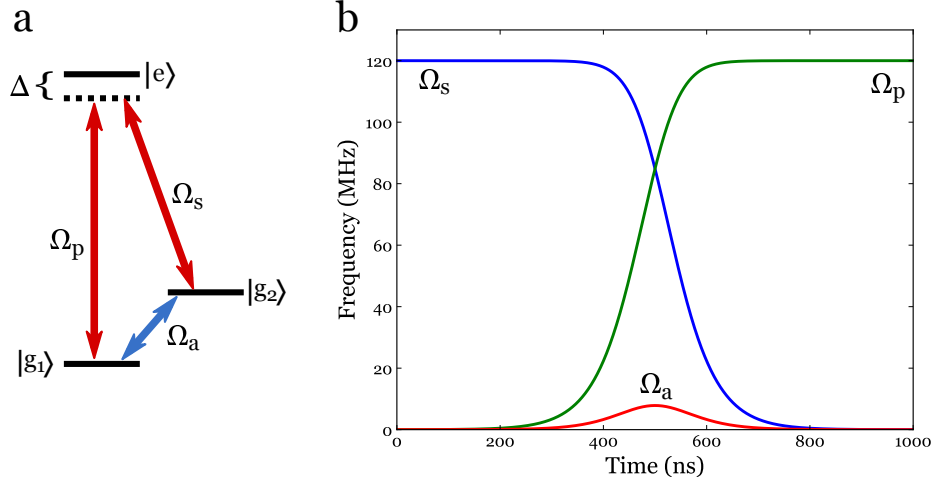 a
Δ {
|e⟩
Ωₛ
Ωₚ
|g₂⟩
Ωₐ
|g₁⟩
b
Frequency (MHz)
120
100
80
60
40
20
0
Ωₛ
Ωₚ
Ωₐ
0
200
400
600
800
1000
Time (ns)